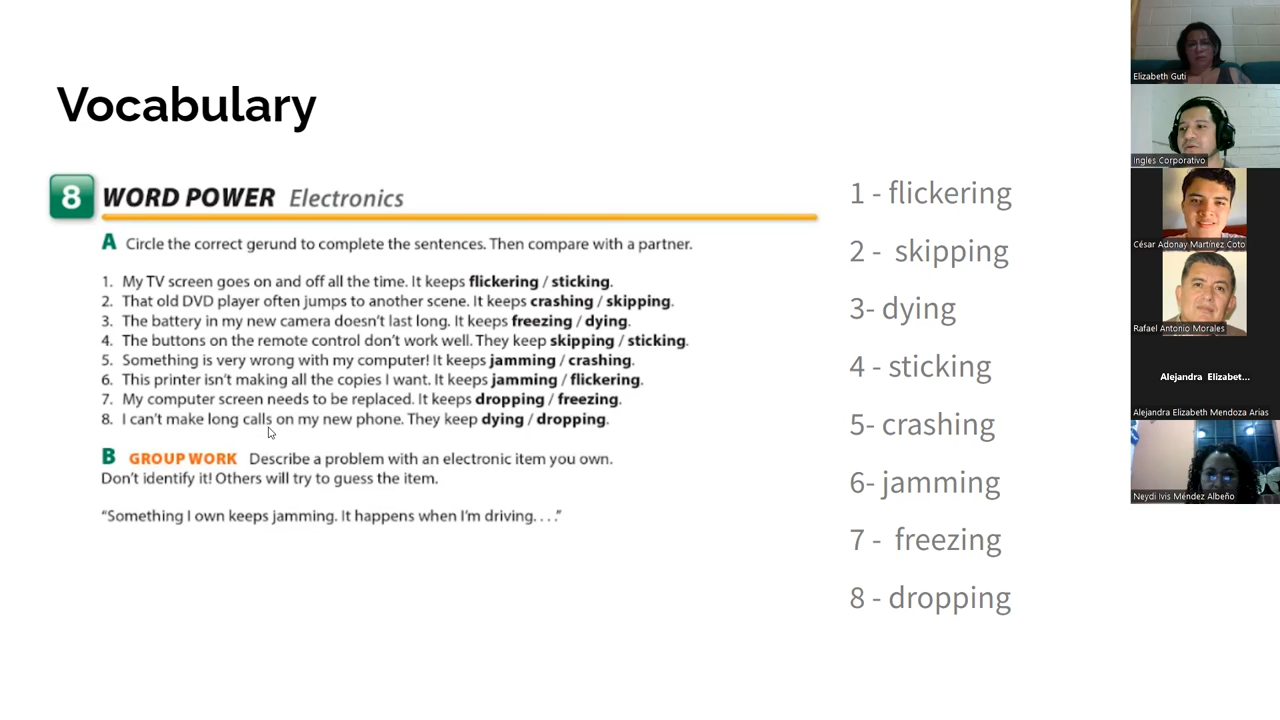 Vocabulary
8 WORD POWER Electronics
A Circle the correct gerund to complete the sentences. Then compare with a partner.
1. My TV screen goes on and off all the time. It keeps flickering / sticking.
2. That old DVD player often jumps to another scene. It keeps crashing / skipping.
3. The battery in my new camera doesn't last long. It keeps freezing / dying.
4. The buttons on the remote control don't work well. They keep skipping / sticking.
5. Something is very wrong with my computer! It keeps jamming / crashing.
6. This printer isn't making all the copies I want. It keeps jamming / flickering.
7. My computer screen needs to be replaced. It keeps dropping / freezing.
8. I can't make long calls on my new phone. They keep dying / dropping.
B GROUP WORK Describe a problem with an electronic item you own.
Don't identify it! Others will try to guess the item.
"Something I own keeps jamming. It happens when I'm driving. . . ."
1 - flickering
2 - skipping
3- dying
4 - sticking
5- crashing
6- jamming
7 - freezing
8 - dropping
Elizabeth Guti
Ingles Corporativo
César Adonay Martínez Coto
Rafael Antonio Morales
Alejandra Elizabet...
Alejandra Elizabeth Mendoza Arias
Neydi Ivis Méndez Albeño